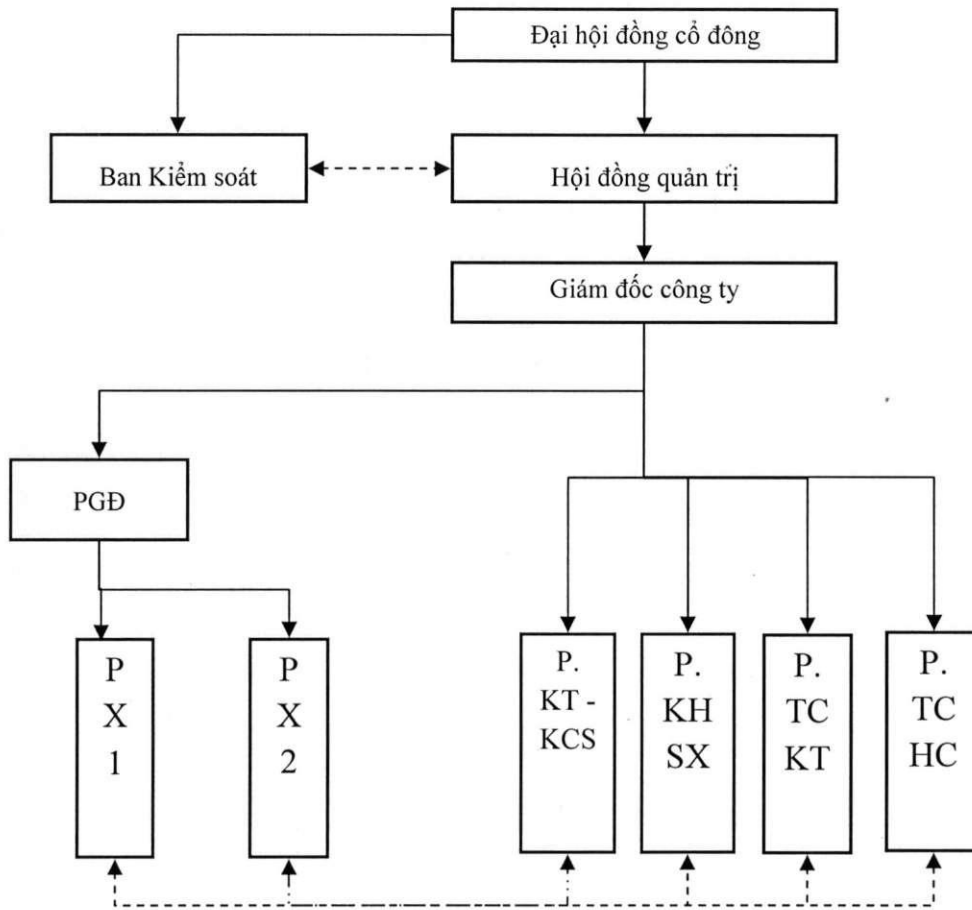 Đại hội đồng cổ đông
Ban Kiểm soát
Hội đồng quản trị
Giám đốc công ty
PGĐ
P
X
1
P
X
2
P.
KT -
KCS
P.
KH
SX
P.
TC
KT
P.
TC
HC